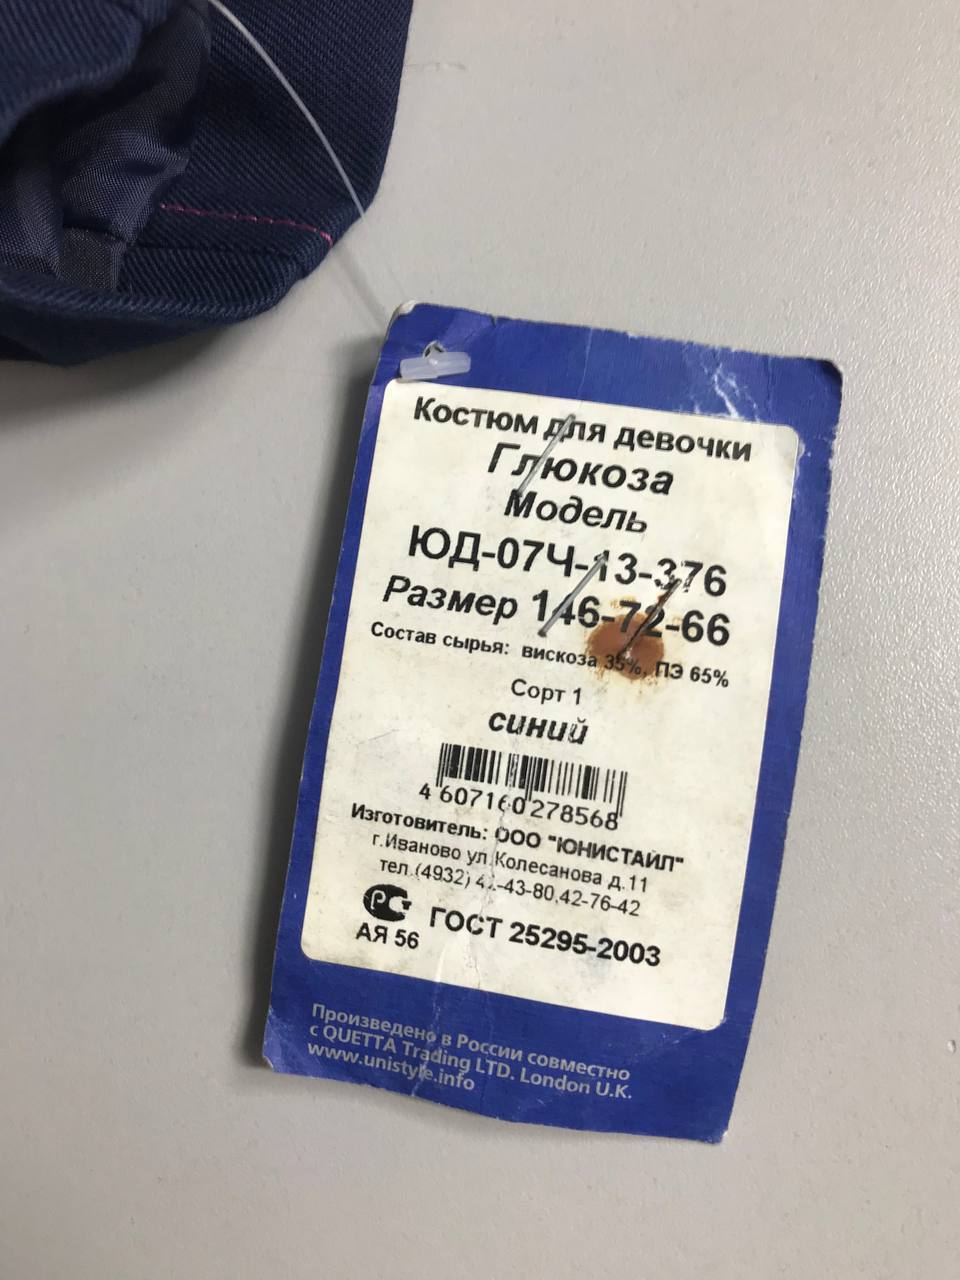 Костюм для девочки
Глюкоза
Модель
ЮД-07Ч-13-376
Размер 146-72-66
Состав сырья: вискоза 35%, ПЭ 65%
Сорт 1
синий
4 607160 278568
Изготовитель: ООО "ЮНИСТАЙЛ"
г.Иваново ул.Колесанова д.11
тел.(4932) 42-43-80,42-76-42
РС ГОСТ 25295-2003
АЯ 56
Произведено в России совместно
с QUETTA Trading LTD. London U.K.
www.unistyle.info